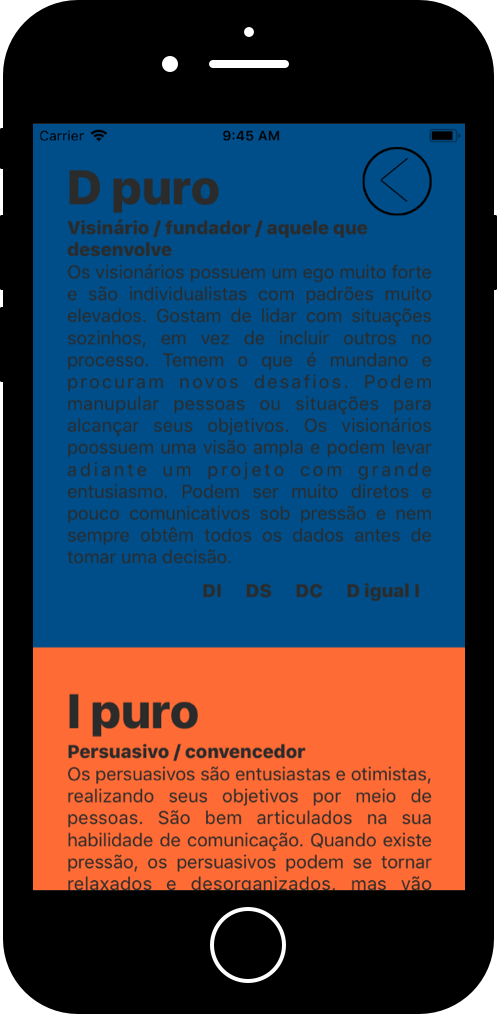 Carrier 9:45 AM
D puro
Visinário / fundador / aquele que
desenvolve
Os visionários possuem um ego muito forte
e são individualistas com padrões muito
elevados. Gostam de lidar com situações
sozinhos, em vez de incluir outros no
processo. Temem o que é mundano e
procuram novos desafios. Podem
manupular pessoas ou situações para
alcançar seus objetivos. Os visionários
poossuem uma visão ampla e podem levar
adiante um projeto com grande
entusiasmo. Podem ser muito diretos e
pouco comunicativos sob pressão e nem
sempre obtêm todos os dados antes de
tomar uma decisão.
DI DS DC D igual I
I puro
Persuasivo / convencedor
Os persuasivos são entusiastas e otimistas,
realizando seus objetivos por meio de
pessoas. São bem articulados na sua
habilidade de comunicação. Quando existe
pressão, os persuasivos podem se tornar
relaxados e desorganizados, mas vão